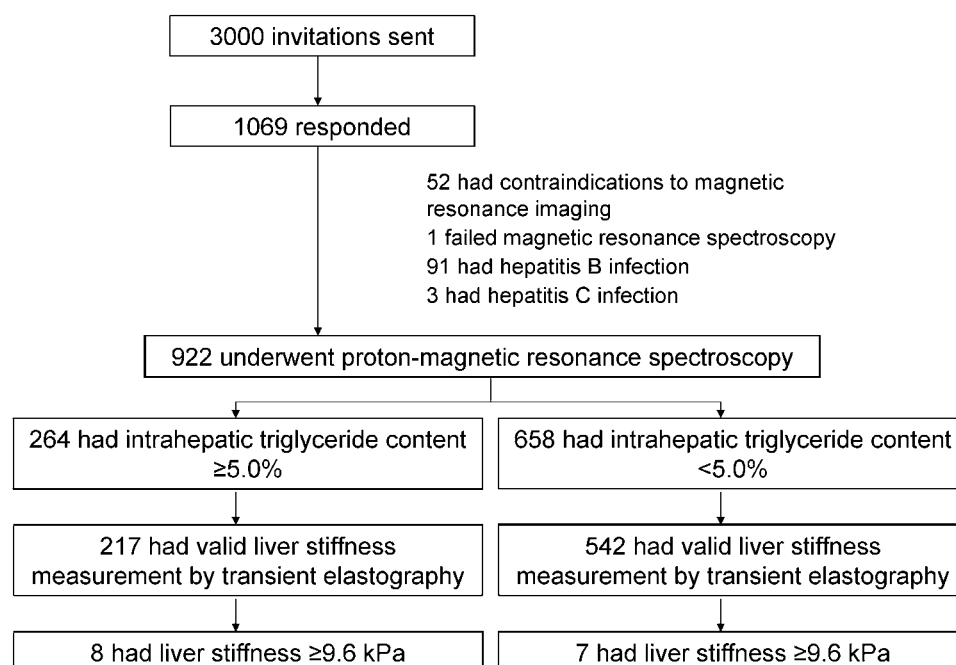 3000 invitations sent
1069 responded
52 had contraindications to magnetic
resonance imaging
1 failed magnetic resonance spectroscopy
91 had hepatitis B infection
3 had hepatitis C infection
922 underwent proton-magnetic resonance spectroscopy
264 had intrahepatic triglyceride content
≥5.0%
658 had intrahepatic triglyceride content
<5.0%
217 had valid liver stiffness
measurement by transient elastography
542 had valid liver stiffness
measurement by transient elastography
8 had liver stiffness ≥9.6 kPa
7 had liver stiffness ≥9.6 kPa